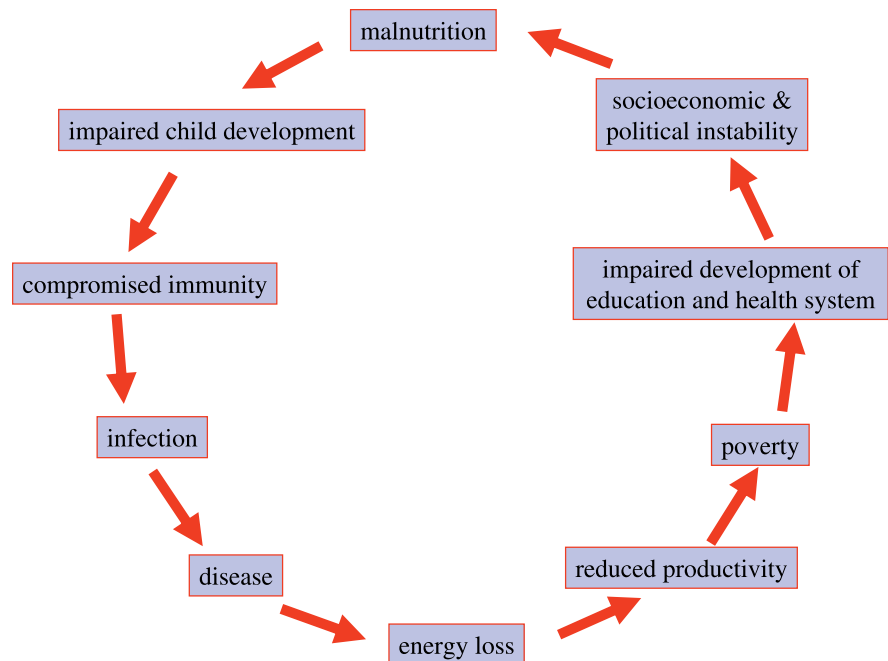 malnutrition
impaired child development
compromised immunity
infection
disease
energy loss
reduced productivity
poverty
impaired development of
education and health system
socioeconomic &
political instability